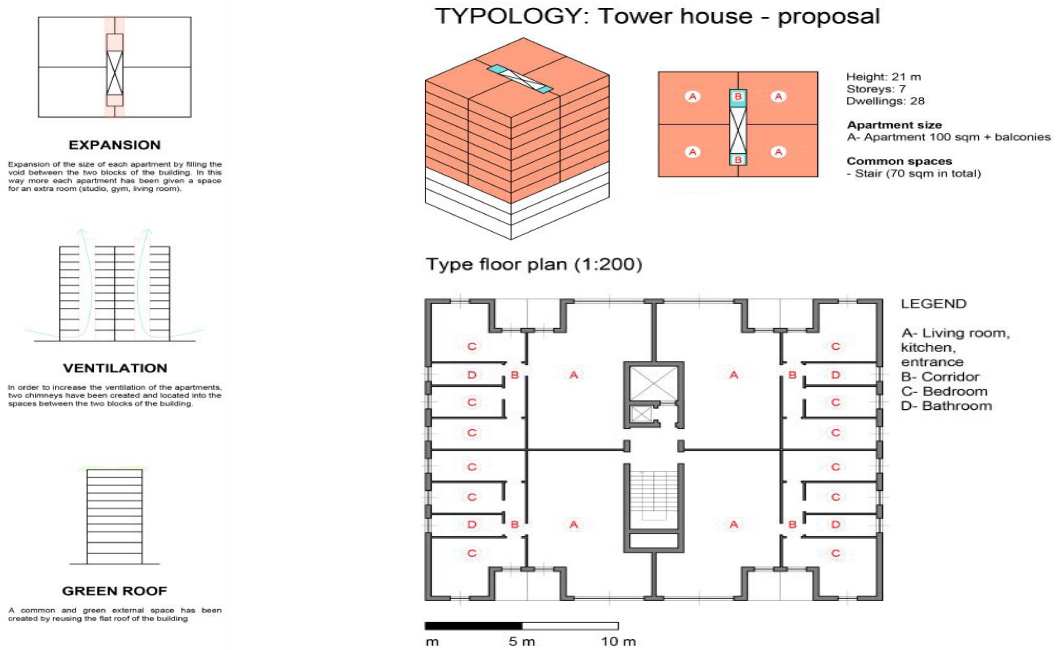 TYPOLOGY: Tower house - proposal
EXPANSION
Expansion of the size of each apartment by filling the
void between the two blocks of the building. In this
way more each apartment has been given a space
for an extra room (studio, gym, living room).
VENTILATION
In order to increase the ventilation of the apartments,
two chimneys have been created and located into the
spaces between the two blocks of the building.
GREEN ROOF
A common and green external space has been
created by reusing the flat roof of the building
A B A
A B A
Height: 21 m
Storeys: 7
Dwellings: 28
Apartment size
A- Apartment 100 sqm + balconies
Common spaces
- Stair (70 sqm in total)
Type floor plan (1:200)
C C
D B A A B D
C C
C C
C C
C C
D B A A B D
C C
m 5 m 10 m
LEGEND
A- Living room,
kitchen,
entrance
B- Corridor
C- Bedroom
D- Bathroom